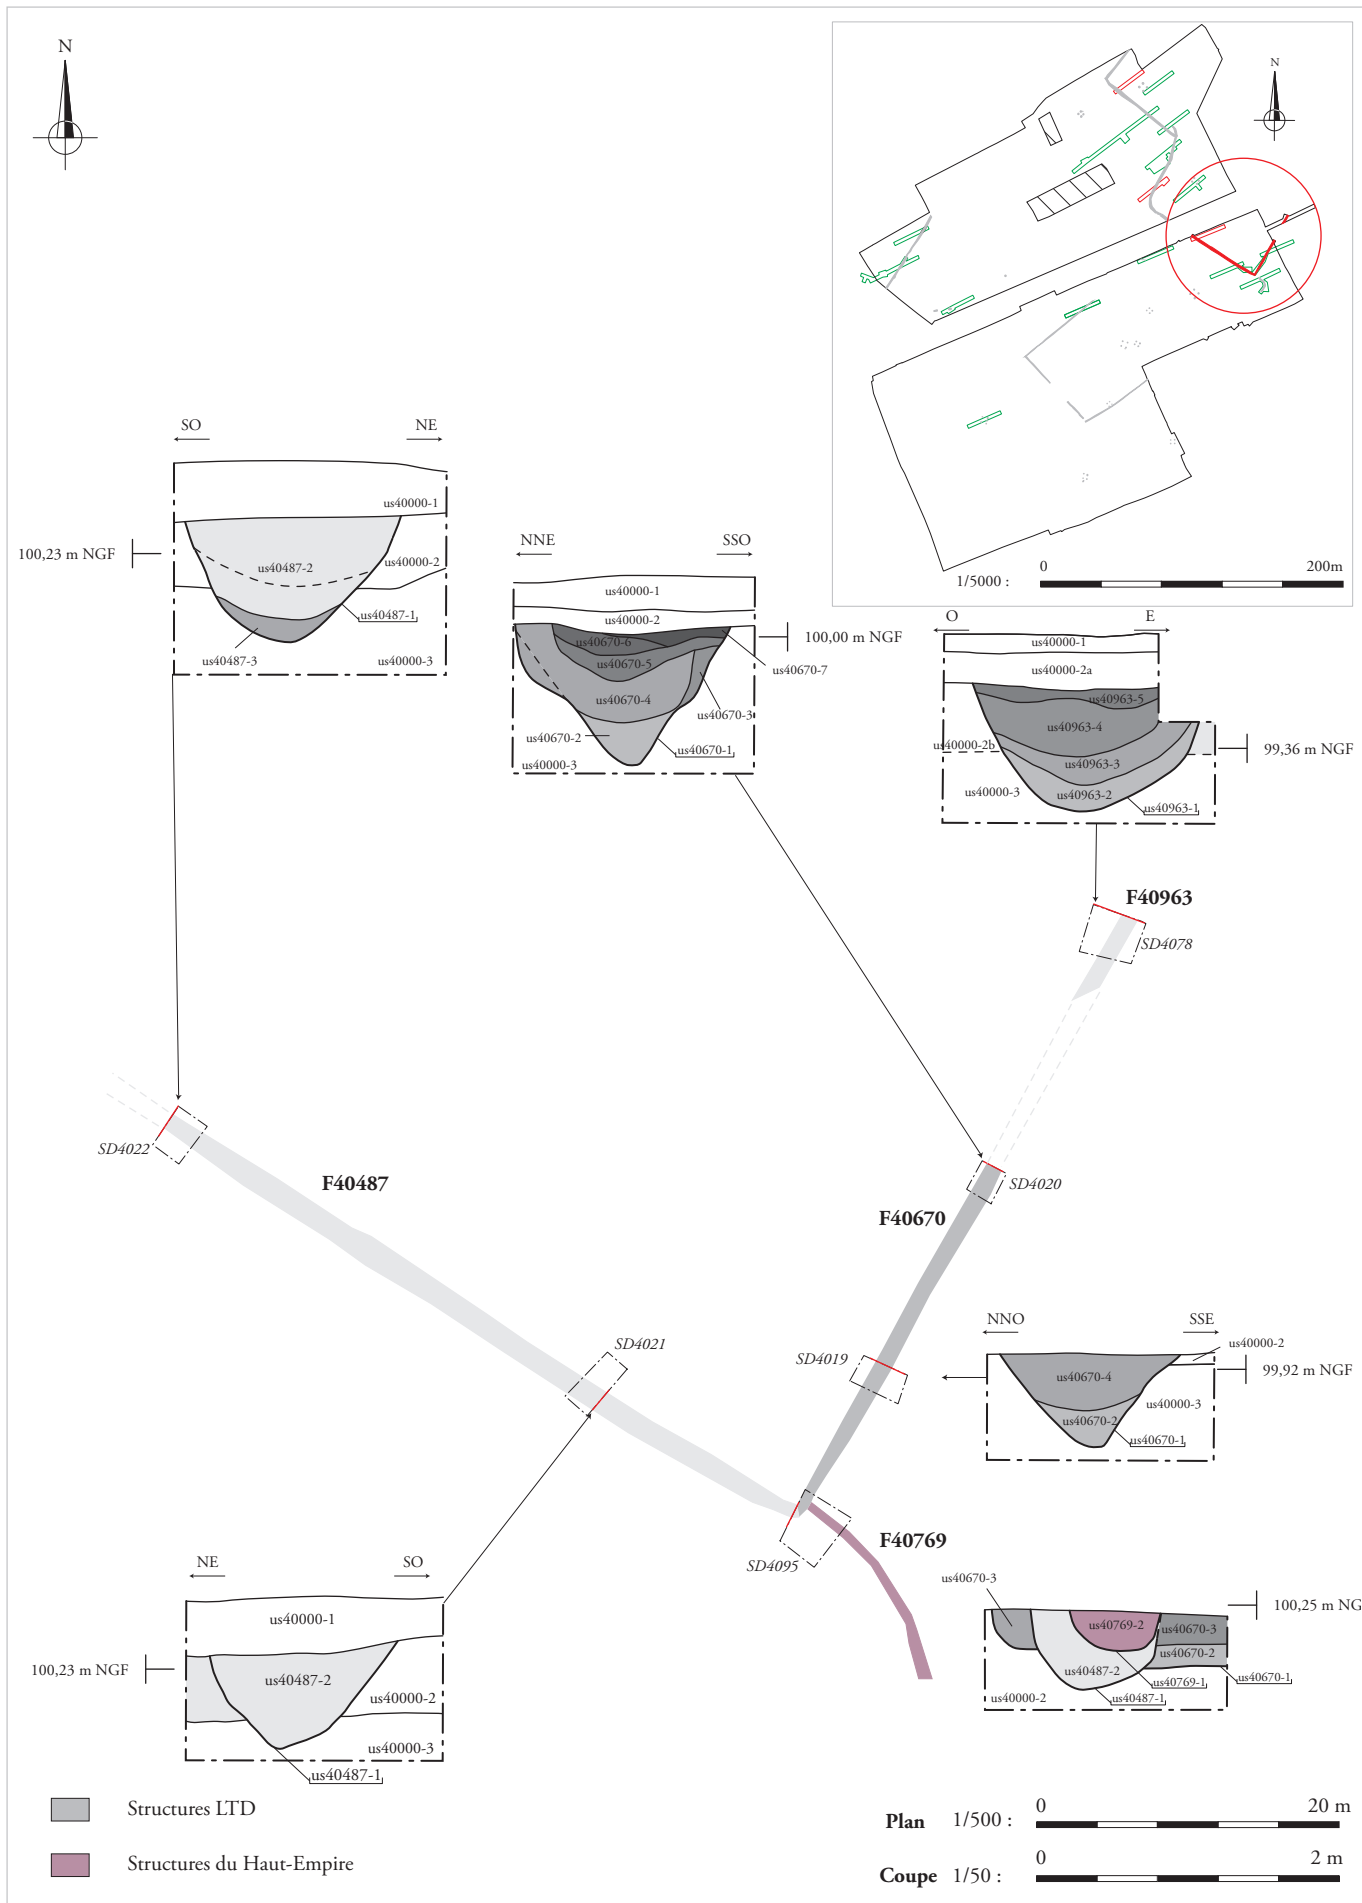 N
N
1/5000 :
0
200m
SO
NE
us40000-1
100,23 m NGF
us40487-2
us40000-2
us40487-1
us40487-3
us40000-3
NNE
SSO
us40000-1
us40000-2
us40670-6
100,00 m NGF
us40670-5
us40670-7
us40670-4
us40670-3
us40670-2
us40670-1
us40000-3
O
E
us40000-1
us40000-2a
us40963-5
us40963-4
us40000-2b
99,36 m NGF
us40963-3
us40000-3
us40963-2
us40963-1
F40963
SD4078
SD4022
F40487
SD4020
F40670
SD4021
SD4019
NNO
SSE
us40000-2
us40670-4
99,92 m NGF
us40000-3
us40670-2
us40670-1
F40769
SD4095
NE
SO
us40000-1
100,23 m NGF
us40487-2
us40000-2
us40000-3
us40487-1
us40670-3
100,25 m NG
us40769-2
us40670-3
us40670-2
us40487-2
us40670-1
us40769-1
us40000-2
us40487-1
Structures LTD
Structures du Haut-Empire
Plan 1/500 :
0
20 m
Coupe 1/50 :
0
2 m